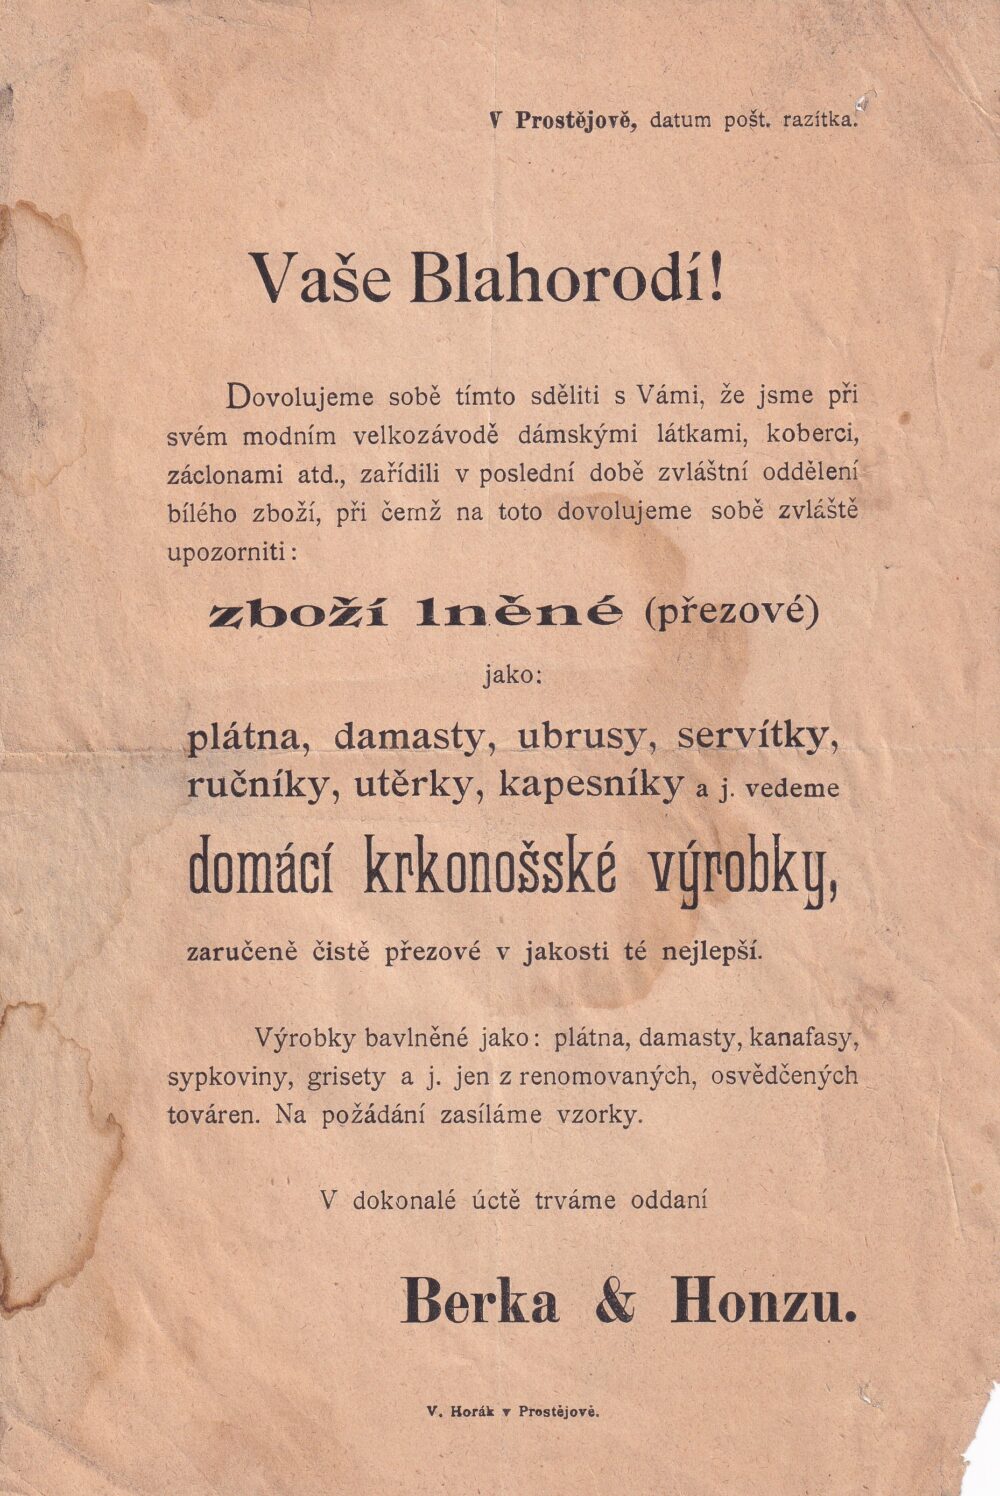 V Prostějově, datum pošt. razítka.
Vaše Blahorodí!
Dovolujeme sobě tímto sděliti s Vámi, že jsme při
svém modním velkozávodě dámskými látkami, koberci,
záclonami atd., zařídili v poslední době zvláštní oddělení
bílého zboží, při čemž na toto dovolujeme sobě zvláště
upozorniti:
zboží lněné (přezové)
jako:
plátna, damasty, ubrusy, servítky,
ručníky, utěrky, kapesníky a j. vedeme
domácí krkonošské výrobky,
zaručeně čistě přezové v jakosti té nejlepší.
Výrobky bavlněné jako: plátna, damasty, kanafasy,
sypkoviny, grisety a j. jen z renomovaných, osvědčených
továren. Na požádání zasíláme vzorky.
V dokonalé úctě trváme oddaní
Berka & Honzu.
V. Horák v Prostějově.